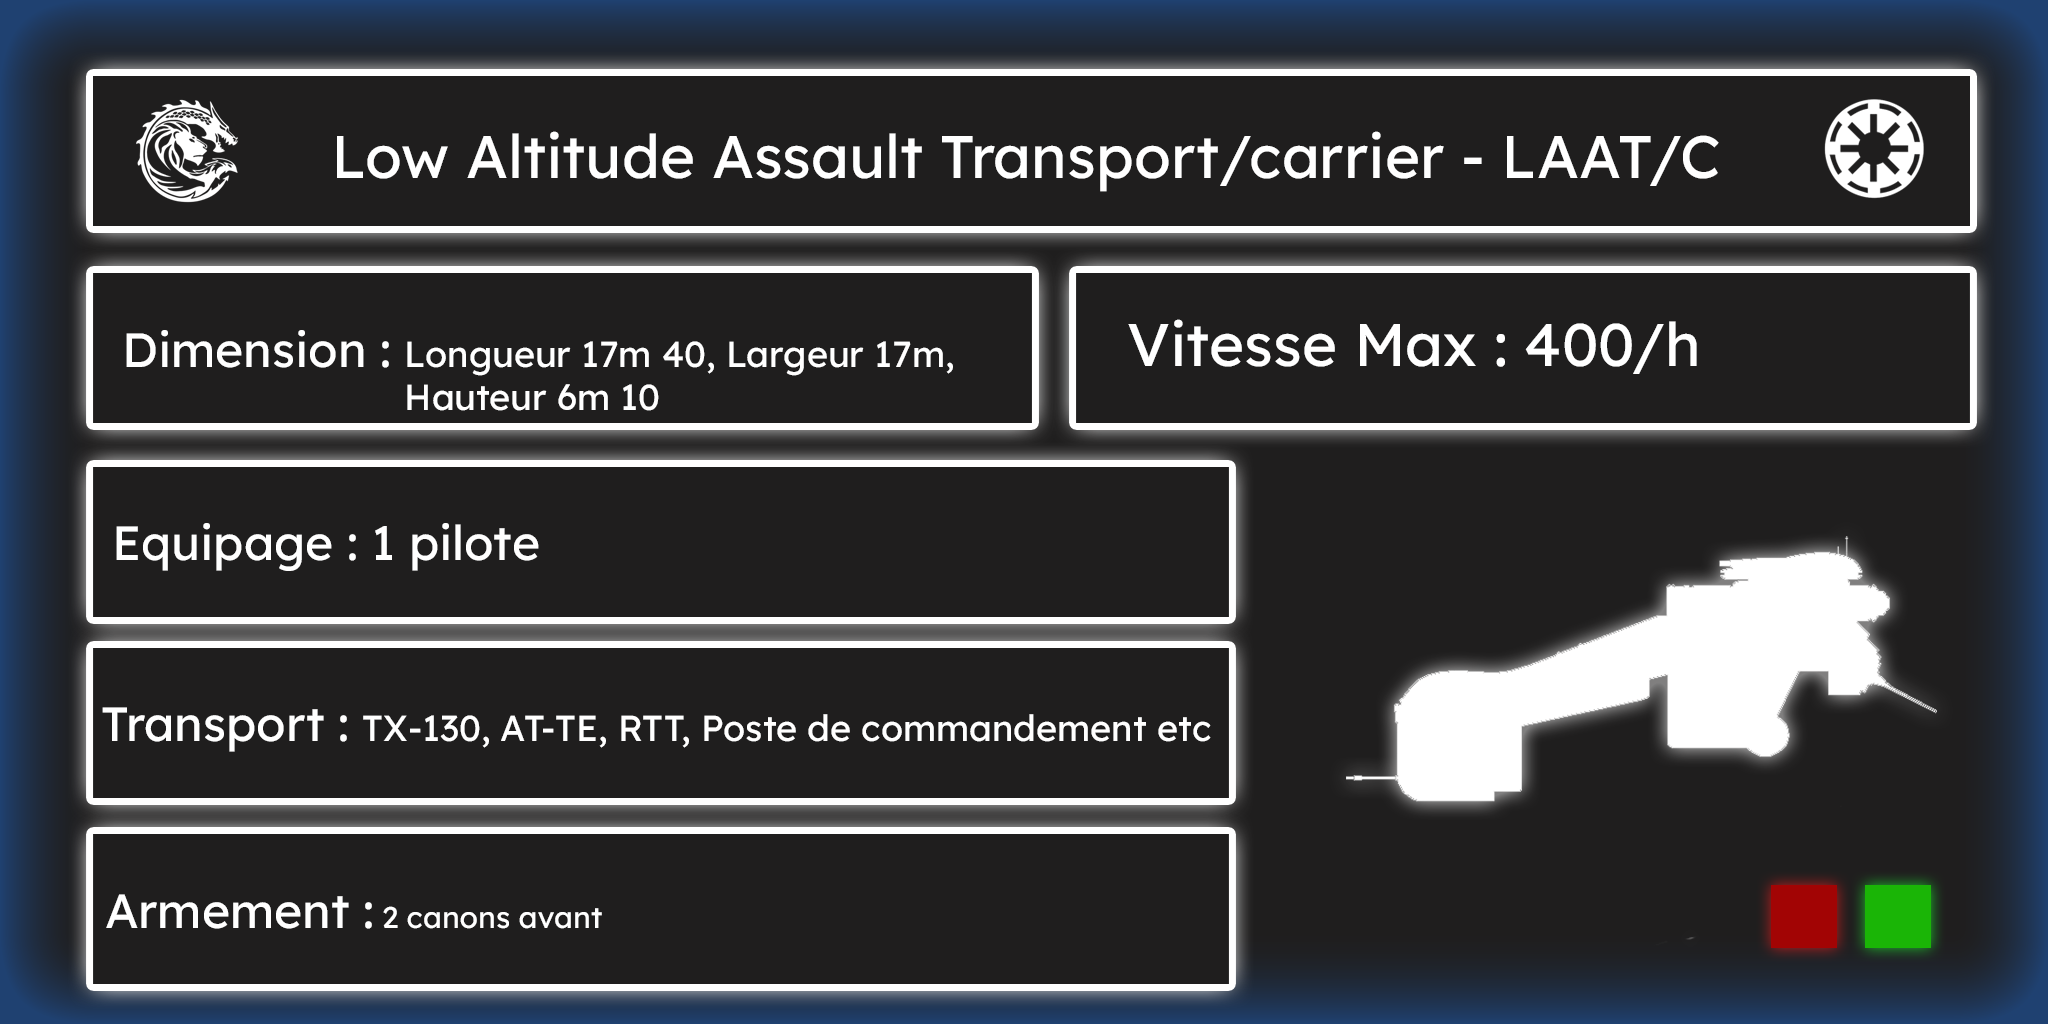 Low Altitude Assault Transport/carrier - LAAT/C
Dimension : Longueur 17m 40, Largeur 17m,
Hauteur 6m 10
Vitesse Max : 400/h
Equipage : 1 pilote
Transport : TX-130, AT-TE, RTT, Poste de commandement etc
Armement : 2 canons avant